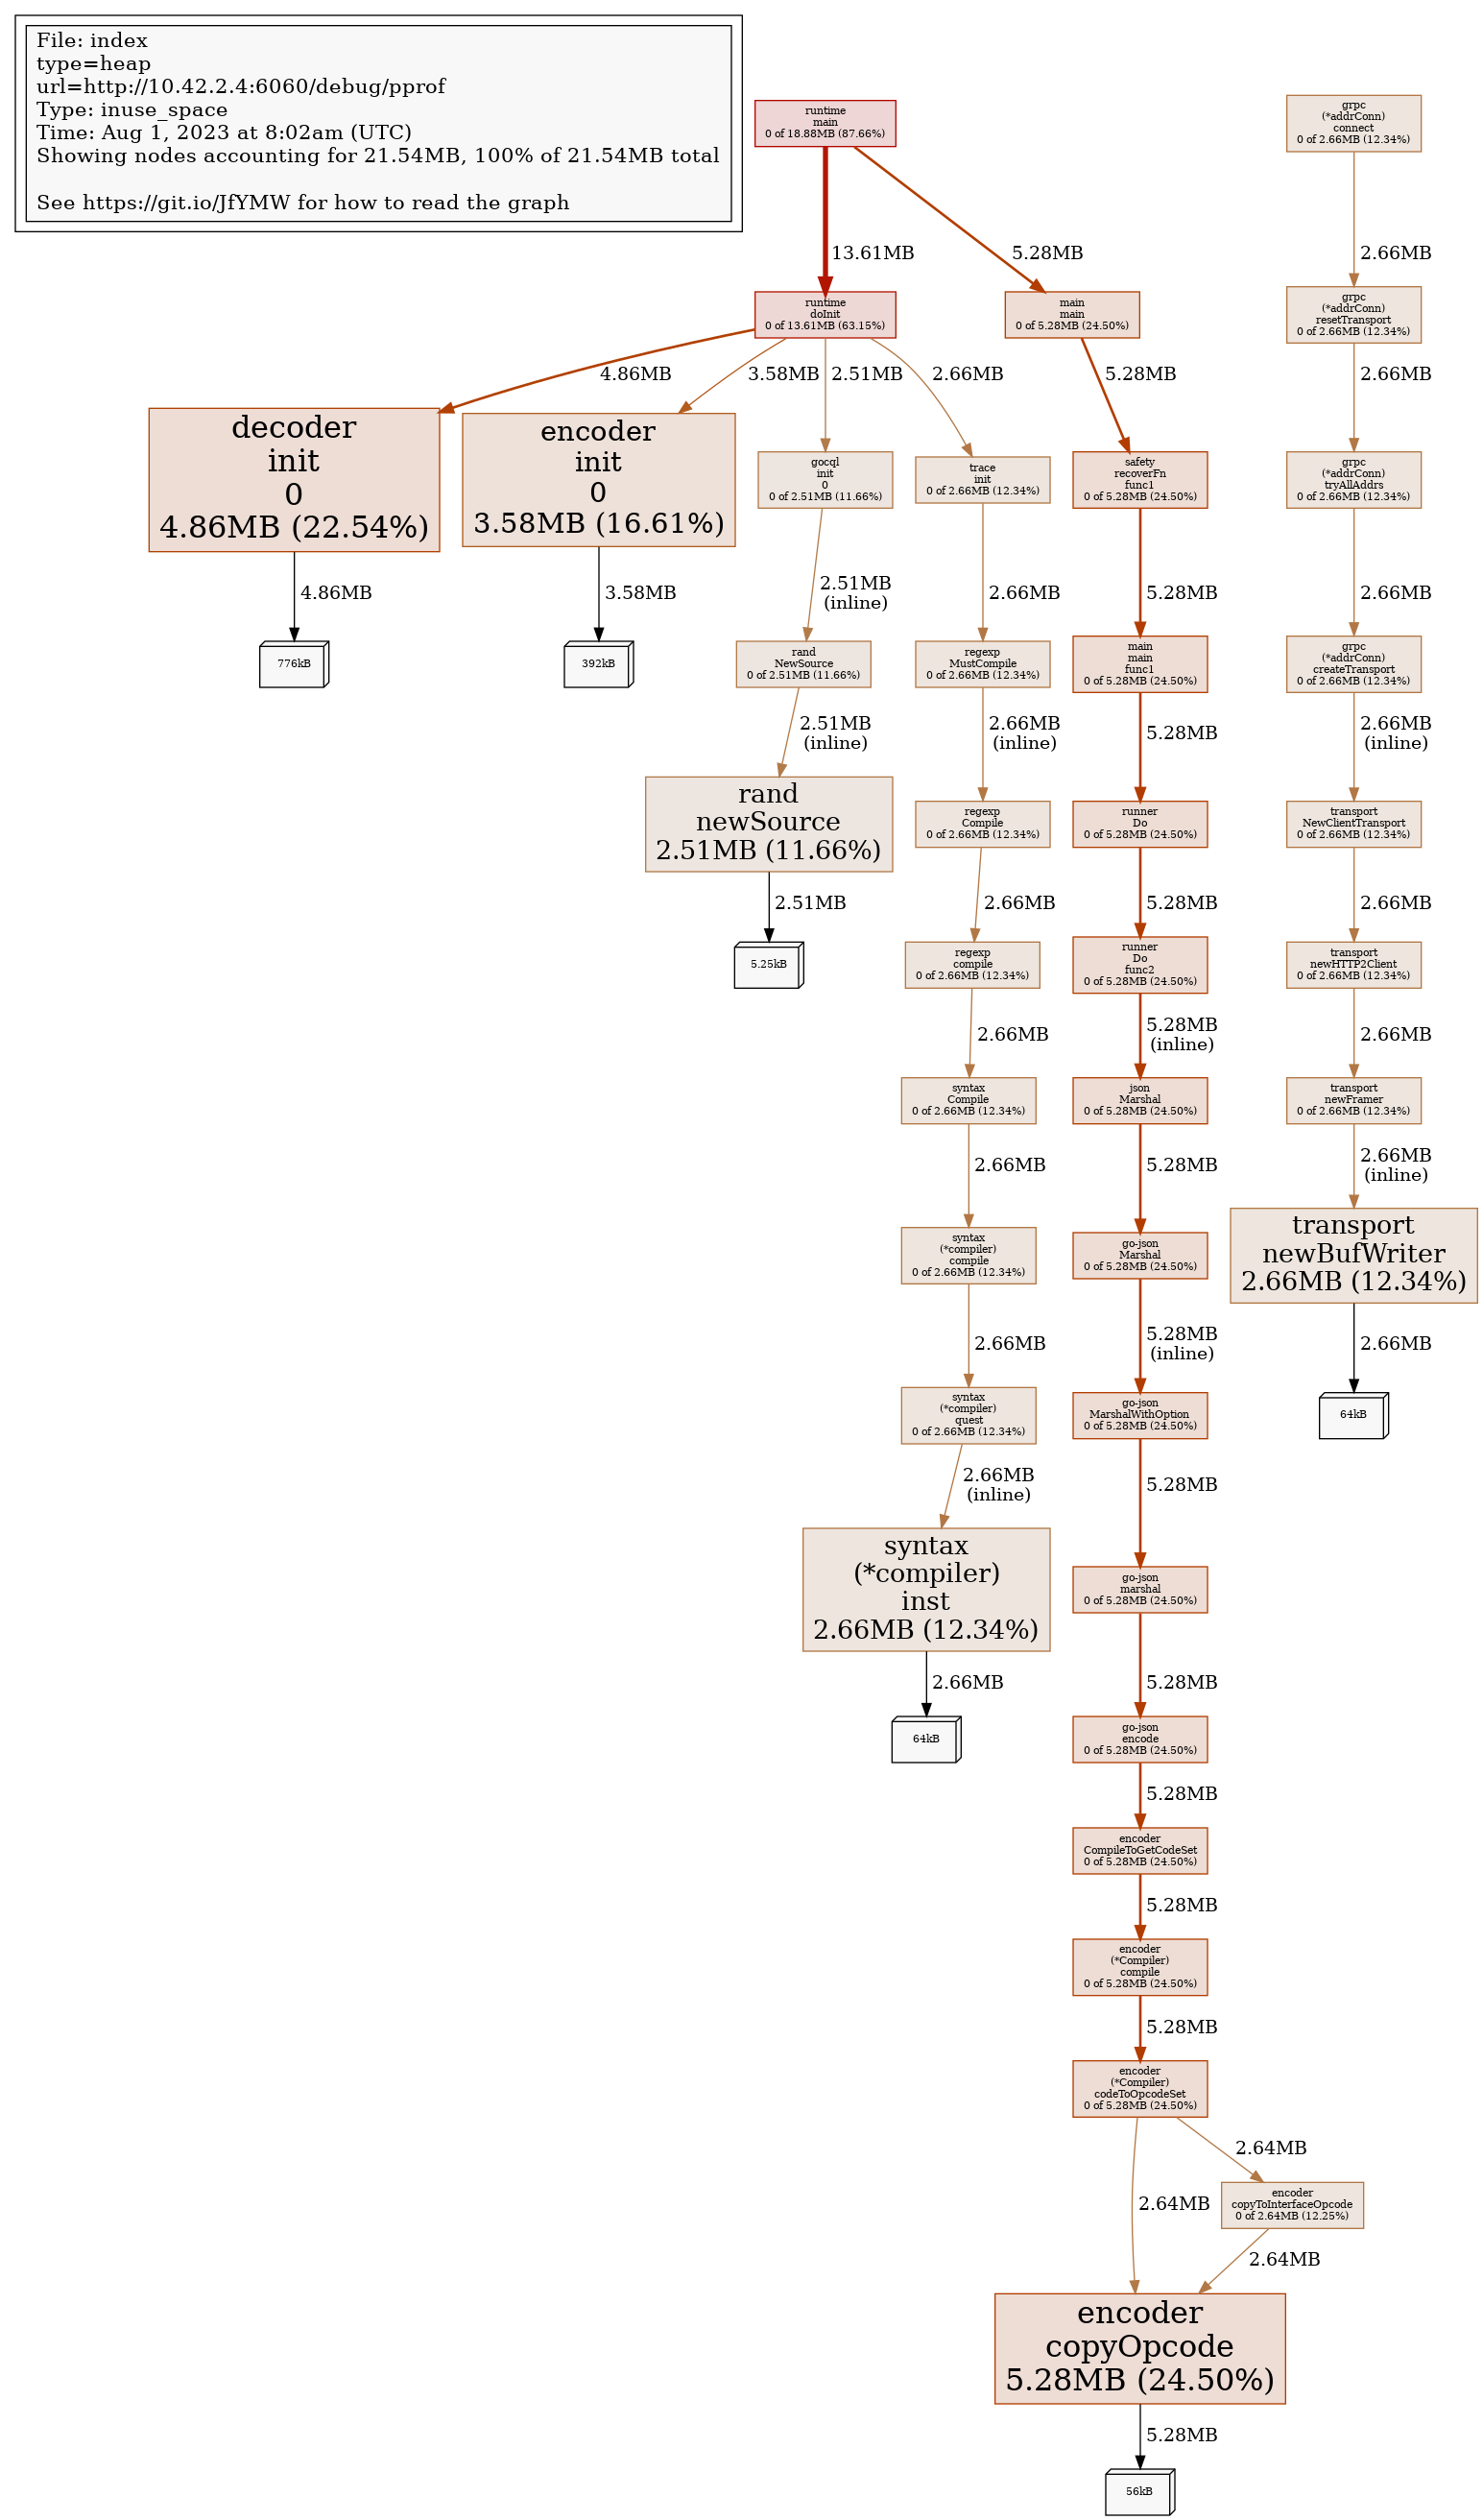 File: index
type=heap
url=http://10.42.2.4:6060/debug/pprof
Type: inuse_space
Time: Aug 1, 2023 at 8:02am (UTC)
Showing nodes accounting for 21.54MB, 100% of 21.54MB total
See https://git.io/JfYMW for how to read the graph
runtime
main
0 of 18.88MB (87.66%)
grpc
(*addrConn)
connect
0 of 2.66MB (12.34%)
13.61MB
5.28MB
2.66MB
runtime
doInit
0 of 13.61MB (63.15%)
main
main
0 of 5.28MB (24.50%)
grpc
(*addrConn)
resetTransport
0 of 2.66MB (12.34%)
4.86MB
3.58MB
2.51MB
2.66MB
5.28MB
2.66MB
decoder
init
0
4.86MB (22.54%)
encoder
init
0
3.58MB (16.61%)
gocql
init
0
0 of 2.51MB (11.66%)
trace
init
0 of 2.66MB (12.34%)
safety
recoverFn
func1
0 of 5.28MB (24.50%)
grpc
(*addrConn)
tryAllAddrs
0 of 2.66MB (12.34%)
4.86MB
3.58MB
2.51MB
(inline)
2.66MB
5.28MB
2.66MB
776kB
392kB
rand
NewSource
0 of 2.51MB (11.66%)
regexp
MustCompile
0 of 2.66MB (12.34%)
main
main
func1
0 of 5.28MB (24.50%)
grpc
(*addrConn)
createTransport
0 of 2.66MB (12.34%)
2.51MB
(inline)
2.66MB
(inline)
5.28MB
2.66MB
(inline)
rand
newSource
2.51MB (11.66%)
regexp
Compile
0 of 2.66MB (12.34%)
runner
Do
0 of 5.28MB (24.50%)
transport
NewClientTransport
0 of 2.66MB (12.34%)
2.51MB
2.66MB
5.28MB
2.66MB
5.25kB
regexp
compile
0 of 2.66MB (12.34%)
runner
Do
func2
0 of 5.28MB (24.50%)
transport
newHTTP2Client
0 of 2.66MB (12.34%)
2.66MB
5.28MB
(inline)
2.66MB
syntax
Compile
0 of 2.66MB (12.34%)
json
Marshal
0 of 5.28MB (24.50%)
transport
newFramer
0 of 2.66MB (12.34%)
2.66MB
5.28MB
2.66MB
(inline)
syntax
(*compiler)
compile
0 of 2.66MB (12.34%)
go-json
Marshal
0 of 5.28MB (24.50%)
transport
newBufWriter
2.66MB (12.34%)
2.66MB
5.28MB
(inline)
2.66MB
syntax
(*compiler)
quest
0 of 2.66MB (12.34%)
go-json
MarshalWithOption
0 of 5.28MB (24.50%)
64kB
2.66MB
(inline)
5.28MB
syntax
(*compiler)
inst
2.66MB (12.34%)
go-json
marshal
0 of 5.28MB (24.50%)
2.66MB
5.28MB
64kB
go-json
encode
0 of 5.28MB (24.50%)
5.28MB
encoder
CompileToGetCodeSet
0 of 5.28MB (24.50%)
5.28MB
encoder
(*Compiler)
compile
0 of 5.28MB (24.50%)
5.28MB
encoder
(*Compiler)
codeToOpcodeSet
0 of 5.28MB (24.50%)
2.64MB
2.64MB
encoder
copyToInterfaceOpcode
0 of 2.64MB (12.25%)
2.64MB
encoder
copyOpcode
5.28MB (24.50%)
5.28MB
56kB